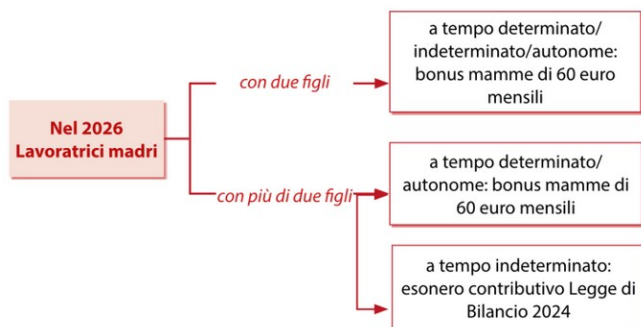 a tempo determinato/
indeterminato/autonome:
bonus mamme di 60 euro
mensili
con due figli
Nel 2026
Lavoratrici madri
a tempo determinato/
autonome: bonus mamme di
60 euro mensili
con più di due figli
a tempo indeterminato:
esonero contributivo Legge di
Bilancio 2024